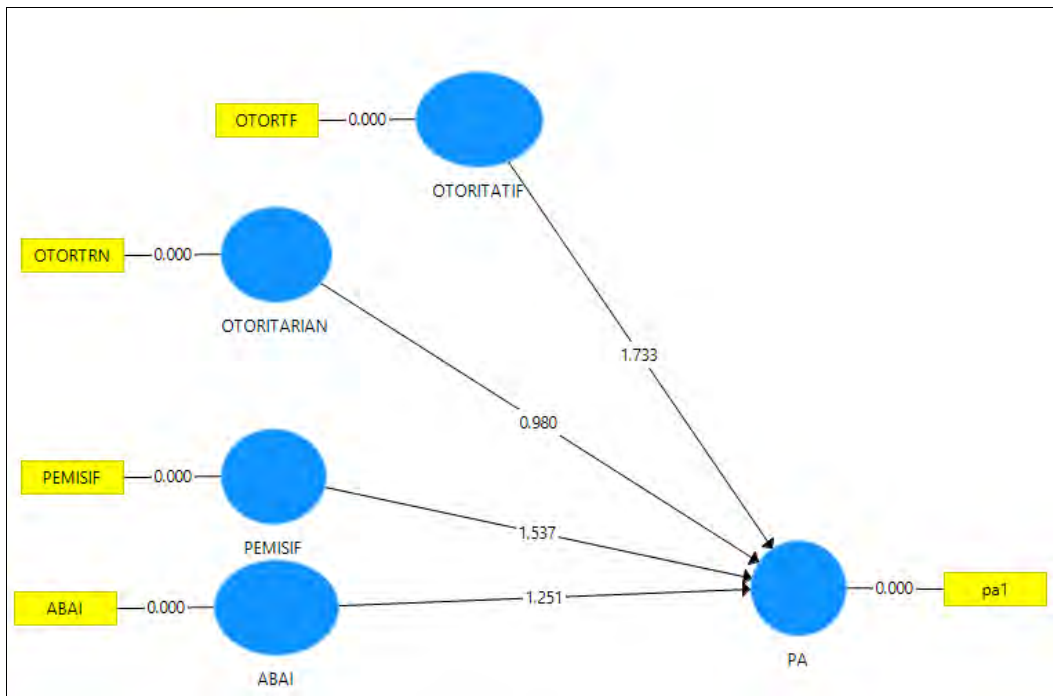 OTORTF
0.000
OTORITATIF
OTORTRN
0.000
OTORITARIAN
1.733
0.980
PEMISIF
0.000
1.537
PEMISIF
ABAI
0.000
1.251
0.000
pa1
PA
ABAI